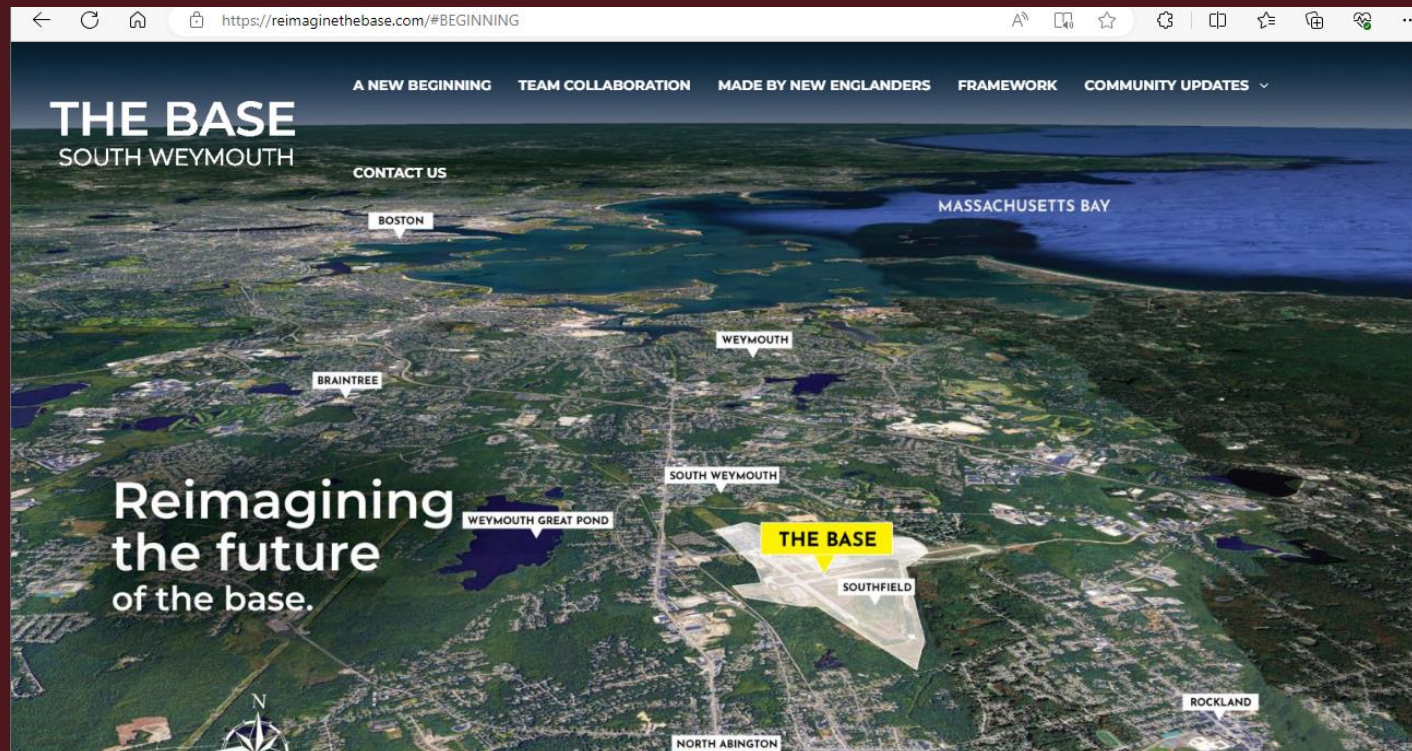 https://reimaginethebase.com/#BEGINNING
A NEW BEGINNING TEAM COLLABORATION MADE BY NEW ENGLANDERS FRAMEWORK COMMUNITY UPDATES
THE BASE
SOUTH WEYMOUTH
CONTACT US
MASSACHUSETTS BAY
BOSTON
WEYMOUTH
BRAINTREE
SOUTH WEYMOUTH
Reimagining
the future
of the base.
WEYMOUTH GREAT POND
THE BASE
SOUTHFIELD
N
ROCKLAND
NORTH ABINGTON